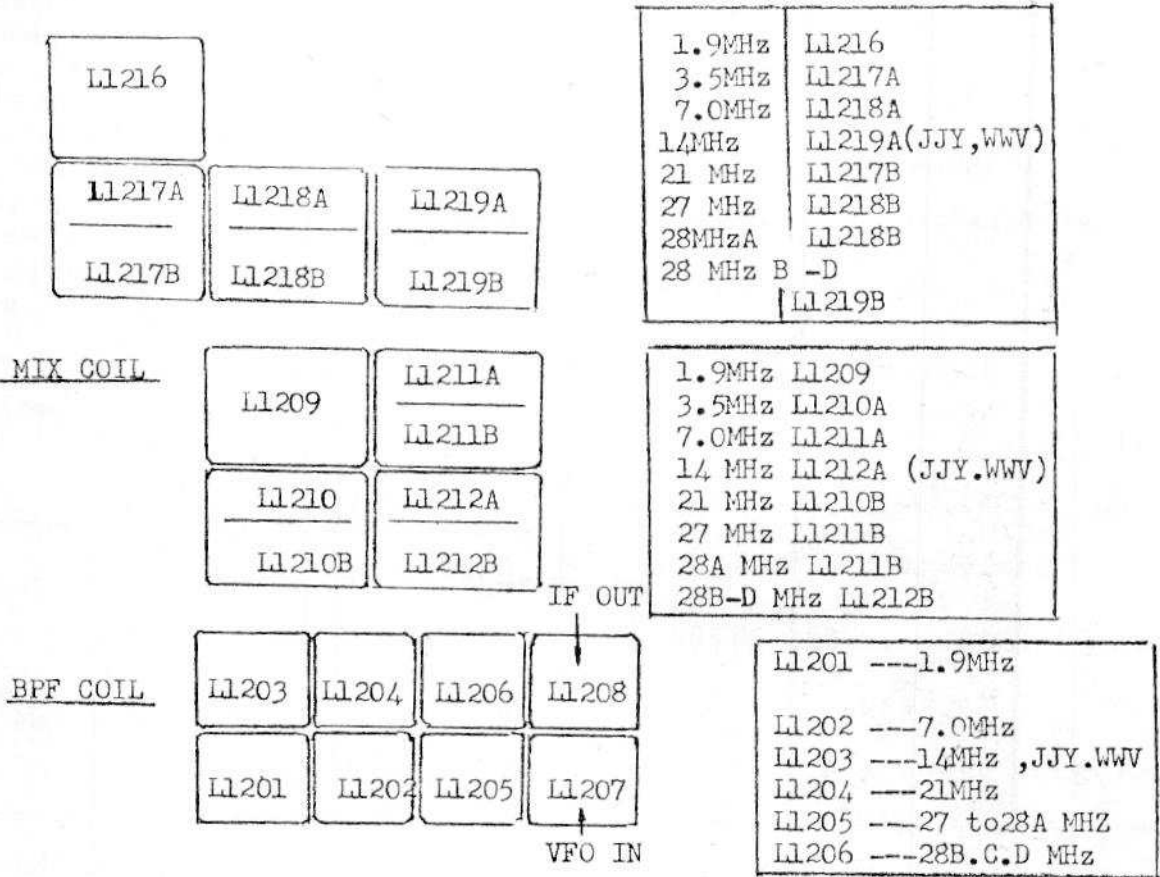 L1216
L1217A
L1217B
L1218A
L1218B
L1219A
L1219B
1.9MHz L1216
3.5MHz L1217A
7.0MHz L1218A
14MHz L1219A(JJY,WWV)
21 MHz L1217B
27 MHz L1218B
28MHzA L1218B
28 MHz B -D
L1219B
MIX COIL
L1209
L1211A
L1211B
L1210
L1210B
L1212A
L1212B
1.9MHz L1209
3.5MHz L1210A
7.0MHz L1211A
14 MHz L1212A (JJY.WWV)
21 MHz L1210B
27 MHz L1211B
28A MHz L1211B
28B-D MHz L1212B
IF OUT
BPF COIL
L1203 L1204 L1206 L1208
L1201 L1202 L1205 L1207
VFO IN
L1201 ---1.9MHz
L1202 ---7.0MHz
L1203 ---14MHz ,JJY.WWV
L1204 ---21MHz
L1205 ---27 to28A MHZ
L1206 ---28B.C.D MHz